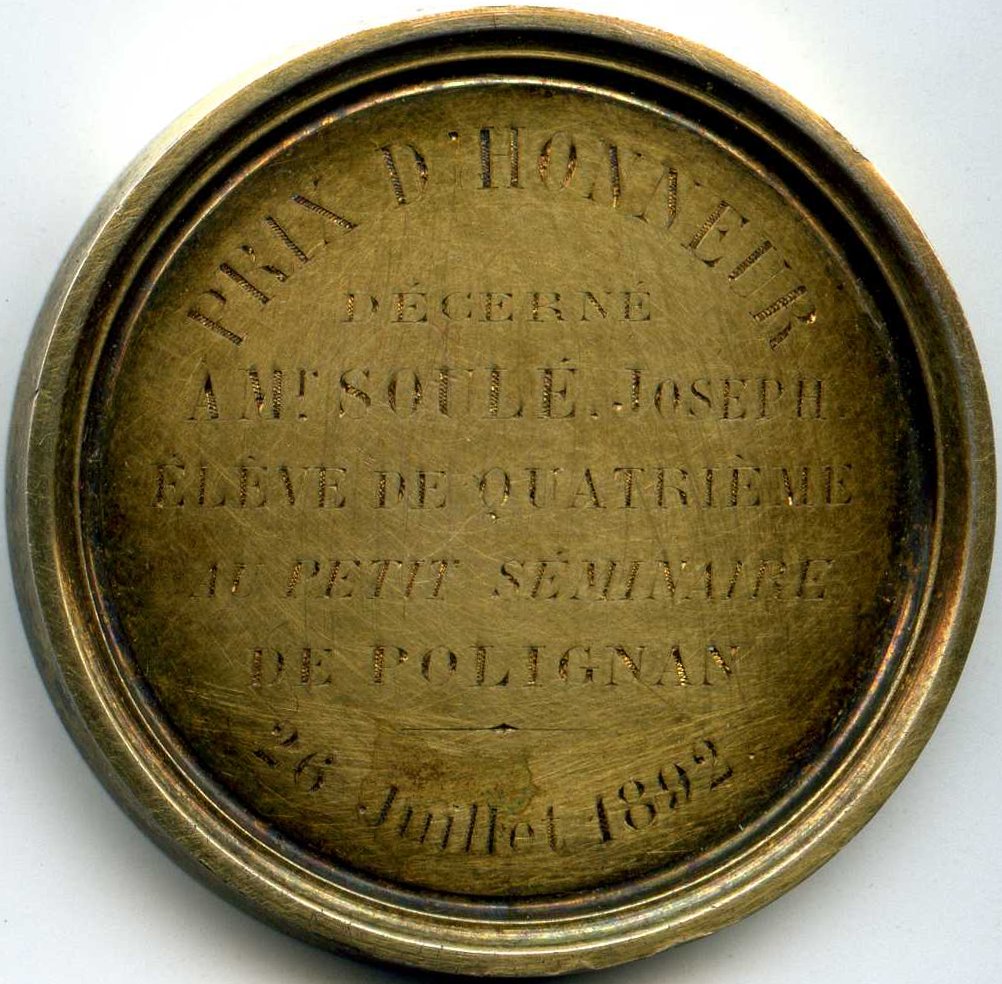 PRIX D'HONNEUR
DÉCERNÉ
A Mr SOULÉ. JOSEPH.
ÉLÈVE DE QUATRIÈME
AU PETIT SÉMINAIRE
DE POLIGNAN
26 Juillet 1892.